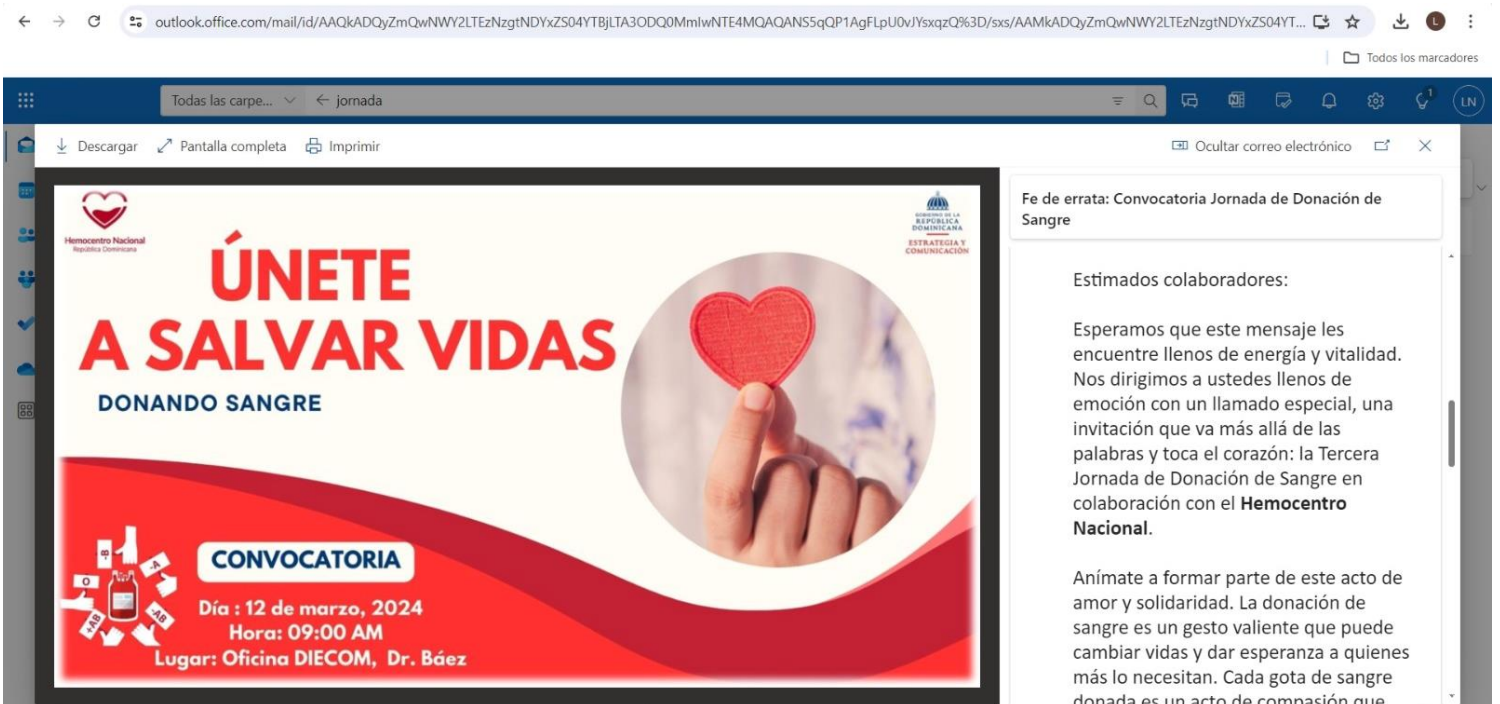 outlook.office.com/mail/id/AAQkADQyZmQwNWY2LTEzNzgtNDYxZS04YTBjLTA3ODQ0MmIwNTE4MQAQANS5qQP1AgFLpU0vJYsxqzQ%3D/sxs/AAMkADQyZmQwNWY2LTEzNzgtNDYxZS04YT...
L
Todos los marcadores
Todas las carpe...
jornada
1
LN
Descargar
Pantalla completa
Imprimir
Ocultar correo electrónico
Hemocentro Nacional
República Dominicana
GOBIERNO DE LA
REPÚBLICA
DOMINICANA
ESTRATEGIA Y
COMUNICACIÓN
ÚNETE
A SALVAR VIDAS
DONANDO SANGRE
CONVOCATORIA
Día : 12 de marzo, 2024
Hora: 09:00 AM
Lugar: Oficina DIECOM, Dr. Báez
-B
-A
O
-AB
+AB
Fe de errata: Convocatoria Jornada de Donación de
Sangre
Estimados colaboradores:
Esperamos que este mensaje les
encuentre llenos de energía y vitalidad.
Nos dirigimos a ustedes llenos de
emoción con un llamado especial, una
invitación que va más allá de las
palabras y toca el corazón: la Tercera
Jornada de Donación de Sangre en
colaboración con el Hemocentro
Nacional.
Anímate a formar parte de este acto de
amor y solidaridad. La donación de
sangre es un gesto valiente que puede
cambiar vidas y dar esperanza a quienes
más lo necesitan. Cada gota de sangre
donada es un acto de compasión que